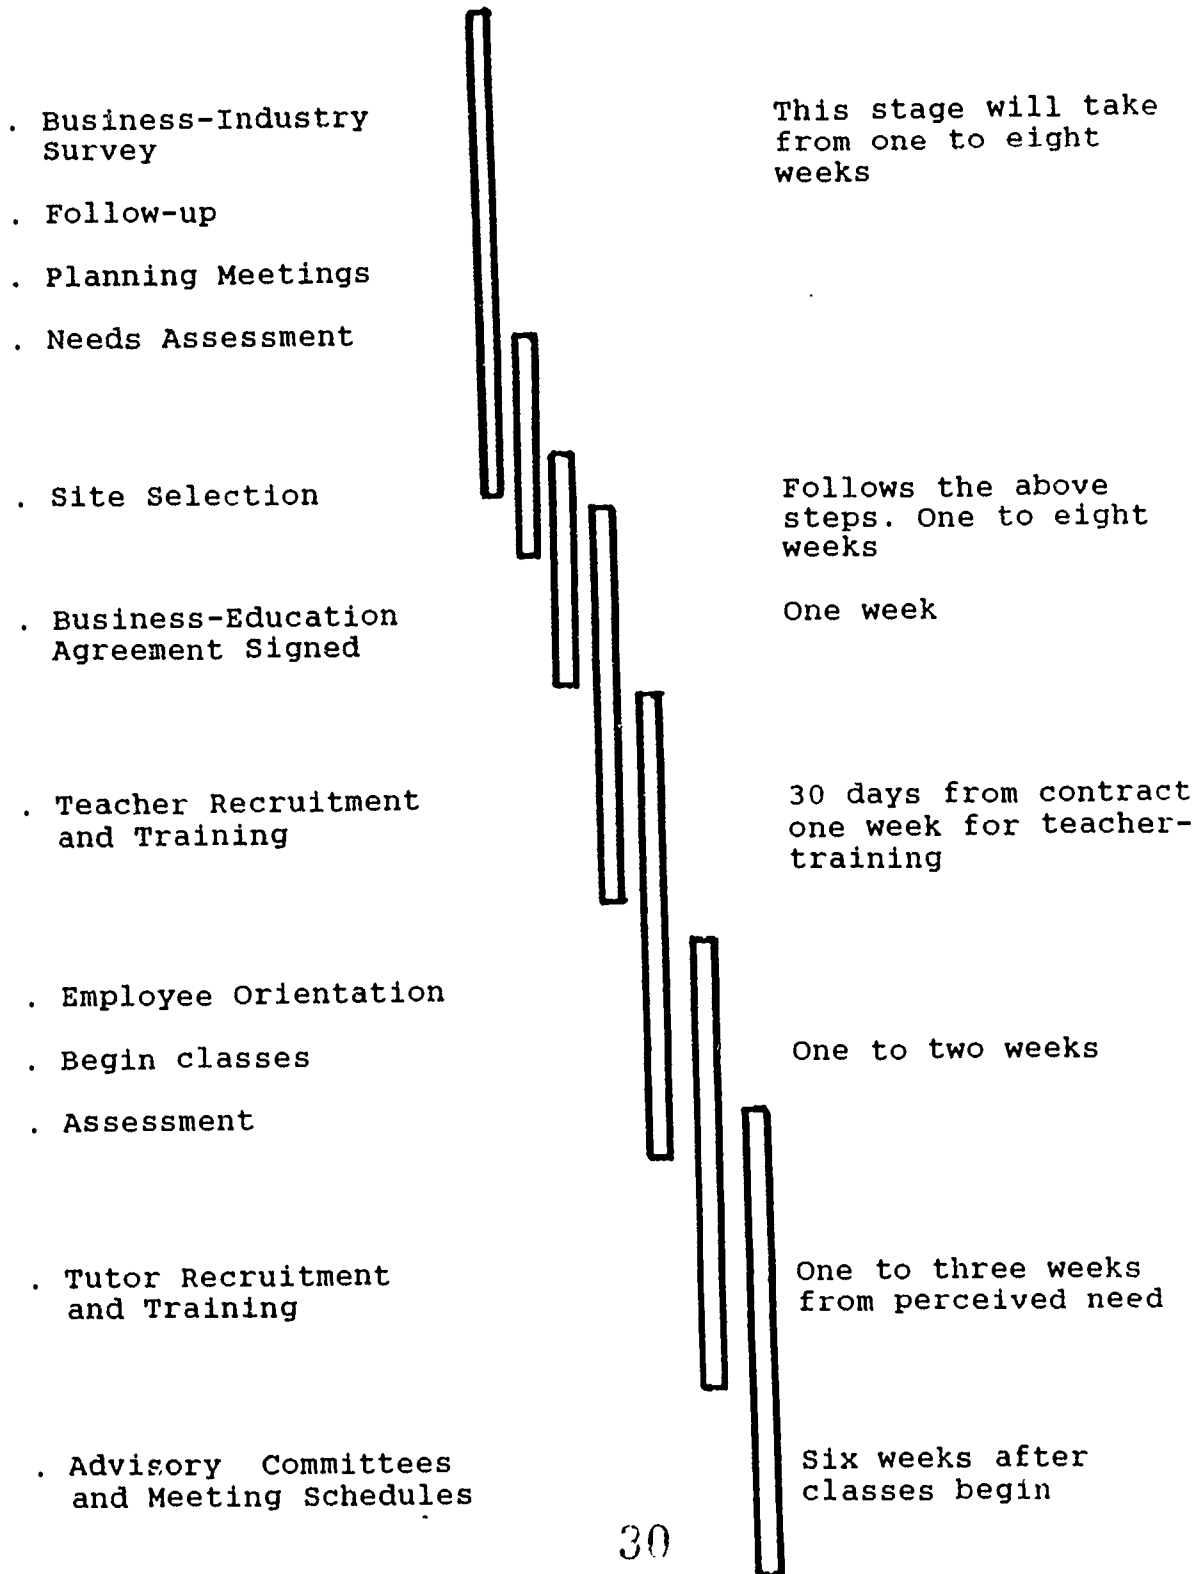 . Business-Industry
Survey
This stage will take
from one to eight
weeks
. Follow-up
. Planning Meetings
. Needs Assessment
. Site Selection
Follows the above
steps. One to eight
weeks
. Business-Education
Agreement Signed
One week
. Teacher Recruitment
and Training
30 days from contract
one week for teacher-
training
. Employee Orientation
. Begin classes
One to two weeks
. Assessment
. Tutor Recruitment
and Training
One to three weeks
from perceived need
. Advisory Committees
and Meeting Schedules
Six weeks after
classes begin
30